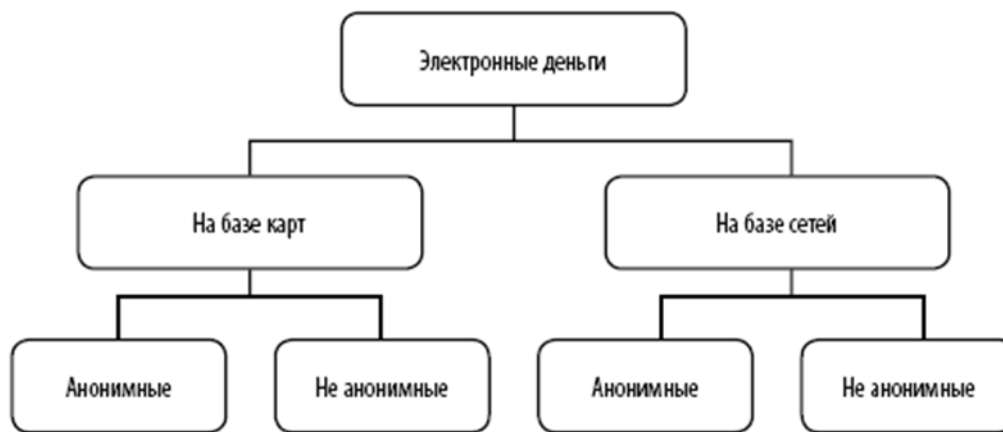 Электронные деньги
На базе карт
На базе сетей
Анонимные
Не анонимные
Анонимные
Не анонимные